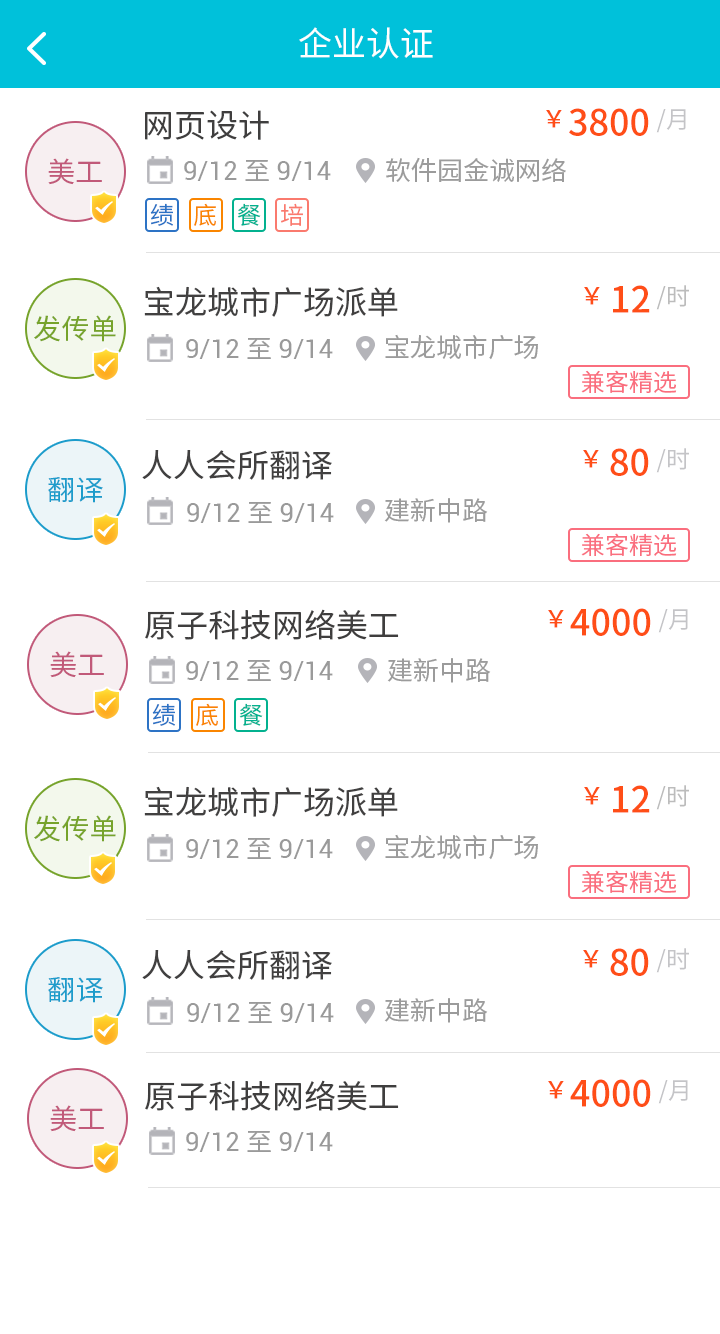 企业认证
美工
网页设计
￥3800 /月
9/12 至 9/14 软件园金诚网络
绩 底 餐 培
发传单
宝龙城市广场派单
￥ 12 /时
9/12 至 9/14 宝龙城市广场
兼客精选
翻译
人人会所翻译
￥ 80 /时
9/12 至 9/14 建新中路
兼客精选
美工
原子科技网络美工
￥4000 /月
9/12 至 9/14 建新中路
绩 底 餐
发传单
宝龙城市广场派单
￥ 12 /时
9/12 至 9/14 宝龙城市广场
兼客精选
翻译
人人会所翻译
￥ 80 /时
9/12 至 9/14 建新中路
美工
原子科技网络美工
￥4000 /月
9/12 至 9/14